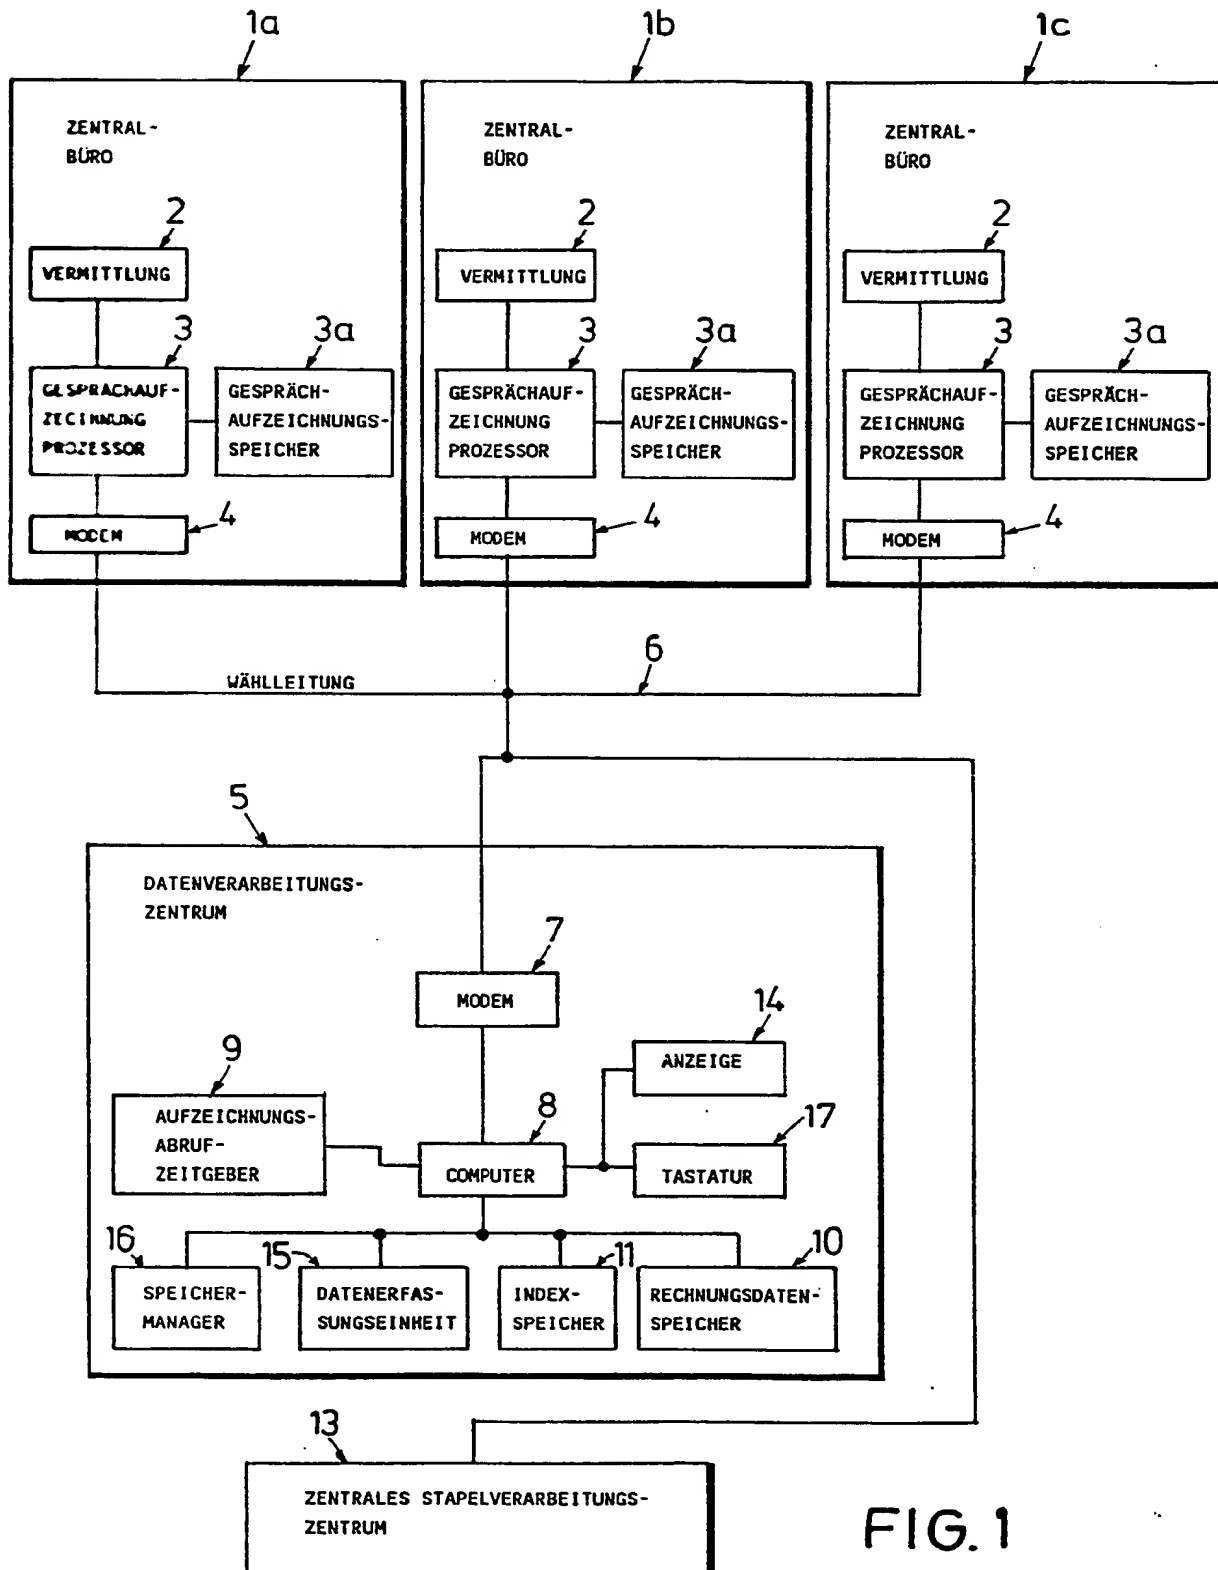 1a
1b
1c
ZENTRAL-
BÜRO
ZENTRAL-
BÜRO
ZENTRAL-
BÜRO
2
2
2
VERMITTLUNG
VERMITTLUNG
VERMITTLUNG
3
3a
3
3a
3
3a
GESPRÄCHAUF-
ZEICHNUNG
PROZESSOR
GESPRÄCH-
AUFZEICHNUNGS-
SPEICHER
GESPRÄCHAUF-
ZEICHNUNG
PROZESSOR
GESPRÄCH-
AUFZEICHNUNGS-
SPEICHER
GESPRÄCHAUF-
ZEICHNUNG
PROZESSOR
GESPRÄCH-
AUFZEICHNUNGS-
SPEICHER
4
4
4
MODEM
MODEM
MODEM
WÄHLLEITUNG
6
5
DATENVERARBEITUNGS-
ZENTRUM
7
MODEM
14
ANZEIGE
9
AUFZEICHNUNGS-
ABRUF-
ZEITGEBER
8
COMPUTER
17
TASTATUR
16
15
11
10
SPEICHER-
MANAGER
DATENERFAS-
SUNGSEINHEIT
INDEX-
SPEICHER
RECHNUNGSDATEN-
SPEICHER
13
ZENTRALES STAPELVERARBEITUNGS-
ZENTRUM
FIG. 1